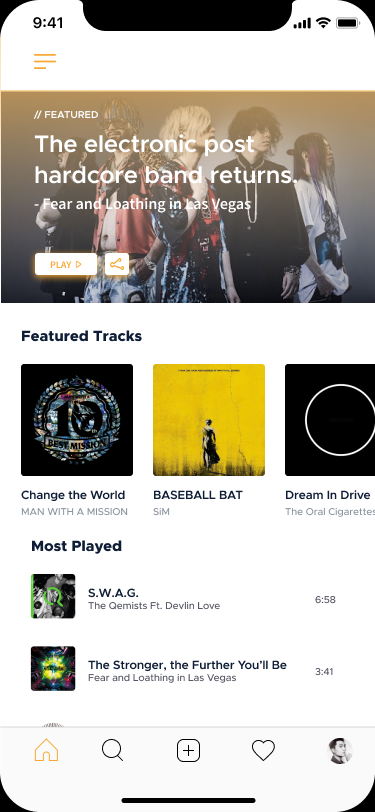 9:41
// FEATURED
The electronic post
hardcore band returns.
- Fear and Loathing in Las Vegas
PLAY
Featured Tracks
10
BEST MISSION
Change the World
MAN WITH A MISSION
BASEBALL BAT
SiM
Dream In Drive
The Oral Cigarettes
Most Played
S.W.A.G.
The Qemists Ft. Devlin Love
6:58
The Stronger, the Further You'll Be
Fear and Loathing in Las Vegas
3:41